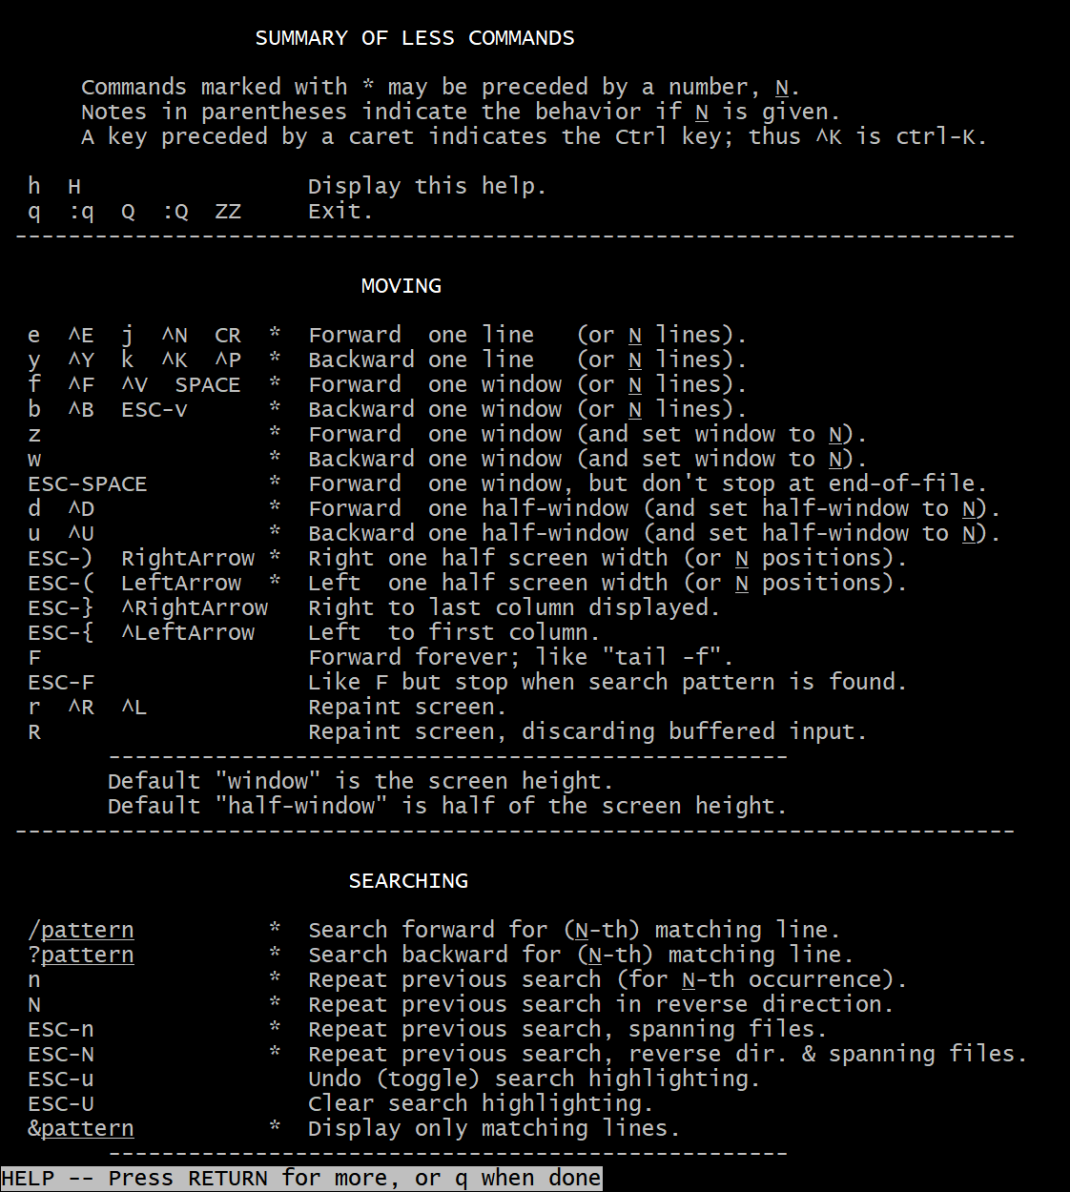 SUMMARY OF LESS COMMANDS
Commands marked with * may be preceded by a number, N.
Notes in parentheses indicate the behavior if N is given.
A key preceded by a caret indicates the Ctrl key; thus ^K is ctrl-K.
h  H                 Display this help.
q  :q  Q  :Q  ZZ     Exit.
---------------------------------------------------------------------------
MOVING
e  ^E  j  ^N  CR  *  Forward  one line   (or N lines).
y  ^Y  k  ^K  ^P  *  Backward one line   (or N lines).
f  ^F  ^V  SPACE  *  Forward  one window (or N lines).
b  ^B  ESC-v      *  Backward one window (or N lines).
z                 *  Forward  one window (and set window to N).
w                 *  Backward one window (and set window to N).
ESC-SPACE         *  Forward  one window, but don't stop at end-of-file.
d  ^D             *  Forward  one half-window (and set half-window to N).
u  ^U             *  Backward one half-window (and set half-window to N).
ESC-)  RightArrow *  Right one half screen width (or N positions).
ESC-(  LeftArrow  *  Left  one half screen width (or N positions).
ESC-}  ^RightArrow   Right to last column displayed.
ESC-{  ^LeftArrow    Left  to first column.
F                    Forward forever; like "tail -f".
ESC-F                Like F but stop when search pattern is found.
r  ^R  ^L            Repaint screen.
R                    Repaint screen, discarding buffered input.
---------------------------------------------------
Default "window" is the screen height.
Default "half-window" is half of the screen height.
---------------------------------------------------------------------------
SEARCHING
/pattern          *  Search forward for (N-th) matching line.
?pattern          *  Search backward for (N-th) matching line.
n                 *  Repeat previous search (for N-th occurrence).
N                 *  Repeat previous search in reverse direction.
ESC-n             *  Repeat previous search, spanning files.
ESC-N             *  Repeat previous search, reverse dir. & spanning files.
ESC-u                Undo (toggle) search highlighting.
ESC-U                Clear search highlighting.
&pattern          *  Display only matching lines.
---------------------------------------------------
HELP -- Press RETURN for more, or q when done